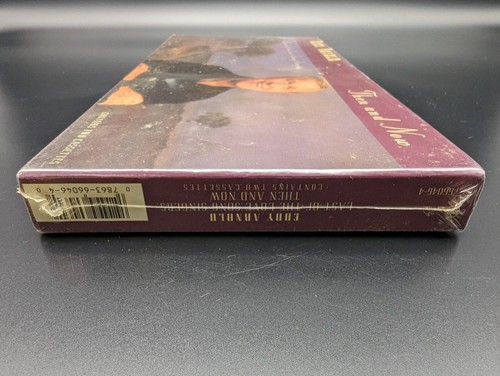 EDDY ARNOLD
LAST OF THE LOVE SONG SINGERS
THEN AND NOW
(CONTAINS TWO CASSETTES)
66046-4
0 7863-66046-4 0
Then and Now